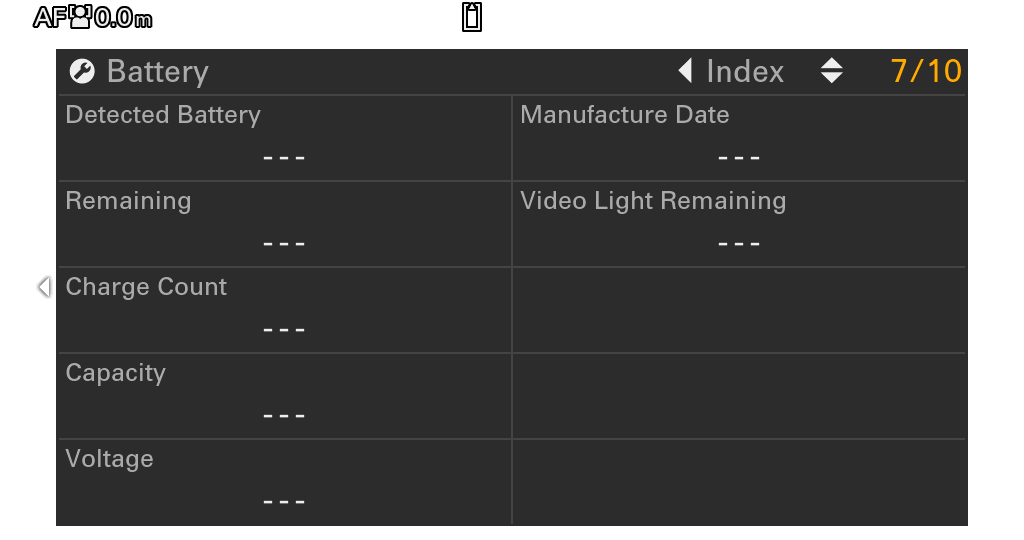 AF 0.0m
Battery Index 7/10
Detected Battery
---
Manufacture Date
---
Remaining
---
Video Light Remaining
---
Charge Count
---
Capacity
---
Voltage
---